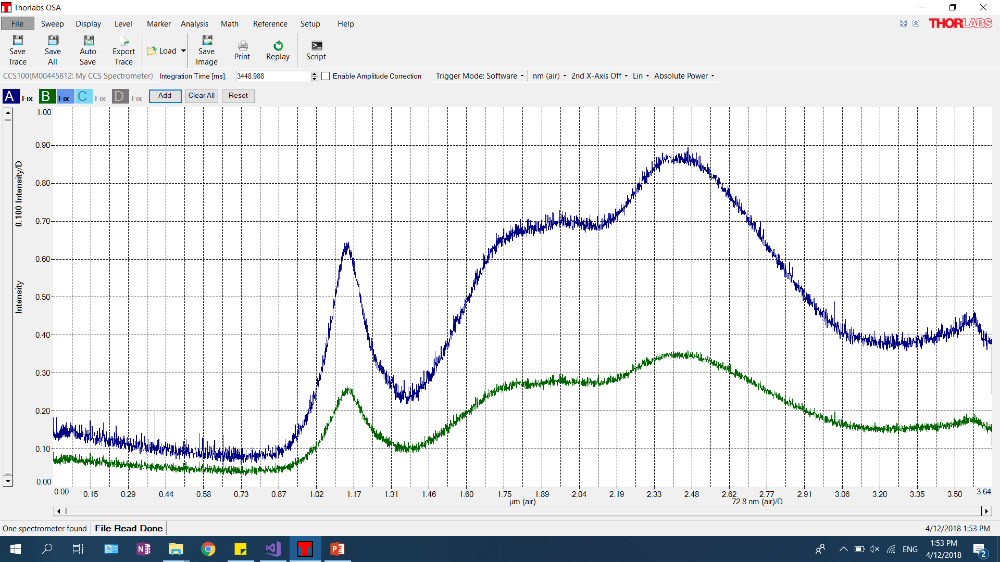 Thorlabs OSA
File Sweep Display Level Marker Analysis Math Reference Setup Help
THORLABS
Save Trace
Save All
Auto Save
Export Trace
Load
Save Image
Print
Replay
Script
CCS100(M00445812: My CCS Spectrometer) Integration Time [ms]: 3448.988 Enable Amplitude Correction Trigger Mode: Software nm (air) 2nd X-Axis Off Lin Absolute Power
A Fix B Fix C Fix D Fix Add Clear All Reset
1.00
0.90
0.80
0.70
0.60
0.50
0.40
0.30
0.20
0.10
0.00
0.100 Intensity/D
Intensity
0.00 0.15 0.29 0.44 0.58 0.73 0.87 1.02 1.17 1.31 1.46 1.60 1.75 1.89 2.04 2.19 2.33 2.48 2.62 2.77 2.91 3.06 3.20 3.35 3.50 3.64
µm (air) 72.8 nm (air)/D
One spectrometer found File Read Done 4/12/2018 1:53 PM
N P ENG 1:53 PM
4/12/2018 2